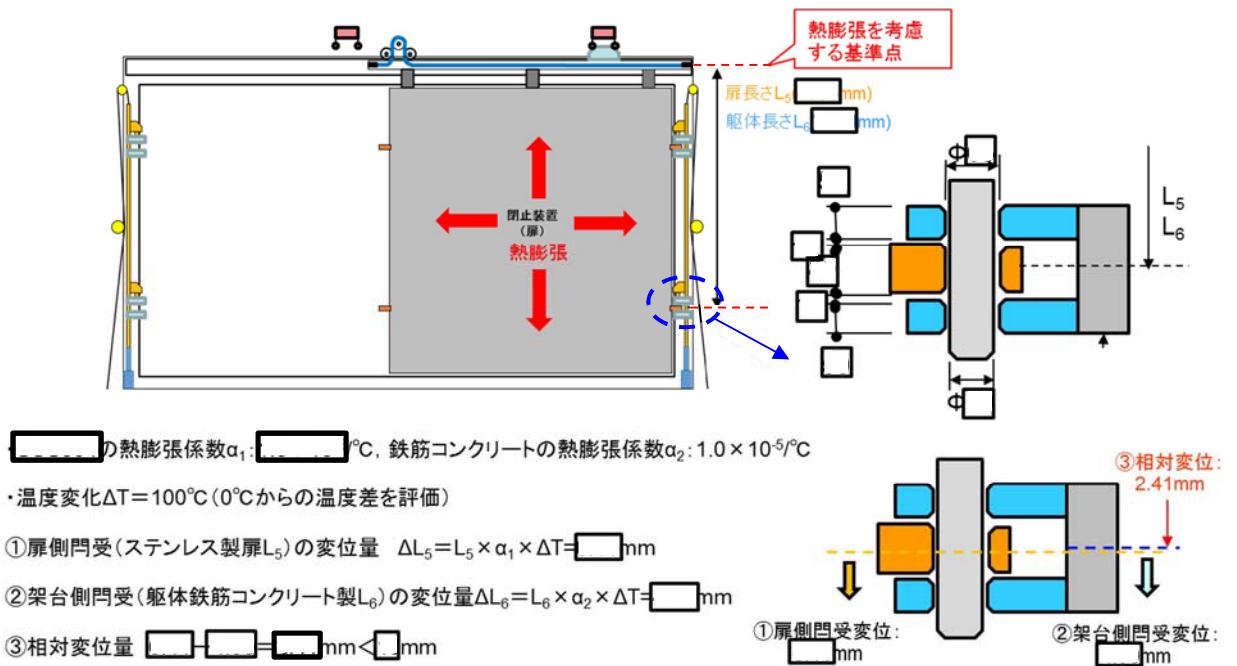 熱膨張を考慮
する基準点
扉長さL₅( mm)
躯体長さL₆( mm)
閉止装置
(扉)
熱膨張
Φ
L₅
L₆
Φ
・ の熱膨張係数α₁: /℃, 鉄筋コンクリートの熱膨張係数α₂:1.0×10⁻⁵/℃
・温度変化ΔT=100℃(0℃からの温度差を評価)
①扉側閂受(ステンレス製扉L₅)の変位量 ΔL₅=L₅×α₁×ΔT= mm
②架台側閂受(躯体鉄筋コンクリート製L₆)の変位量ΔL₆=L₆×α₂×ΔT= mm
③相対変位量 - = mm< mm
③相対変位:
2.41mm
①扉側閂受変位:
mm
②架台側閂受変位:
mm